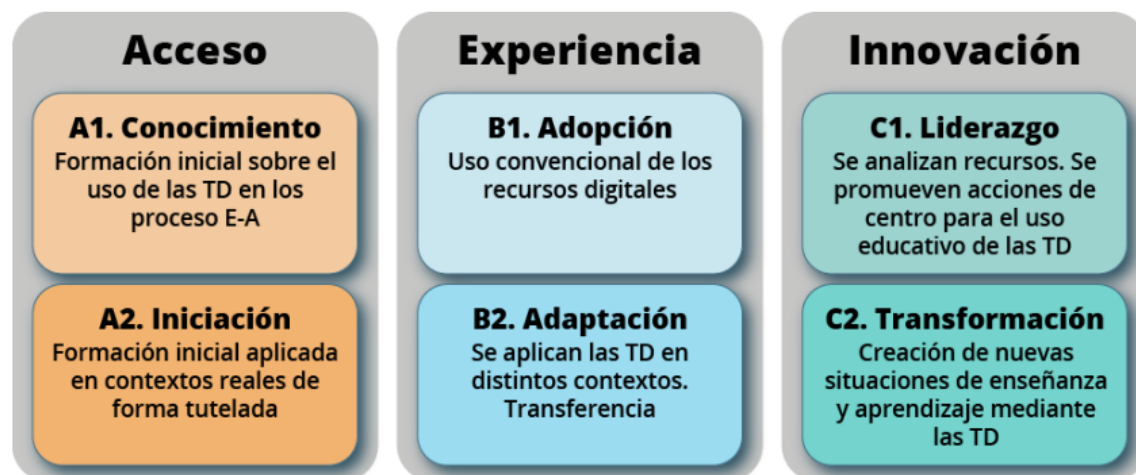 Acceso
A1. Conocimiento
Formación inicial sobre el
uso de las TD en los
proceso E-A
A2. Iniciación
Formación inicial aplicada
en contextos reales de
forma tutelada
Experiencia
B1. Adopción
Uso convencional de los
recursos digitales
B2. Adaptación
Se aplican las TD en
distintos contextos.
Transferencia
Innovación
C1. Liderazgo
Se analizan recursos. Se
promueven acciones de
centro para el uso
educativo de las TD
C2. Transformación
Creación de nuevas
situaciones de enseñanza
y aprendizaje mediante
las TD